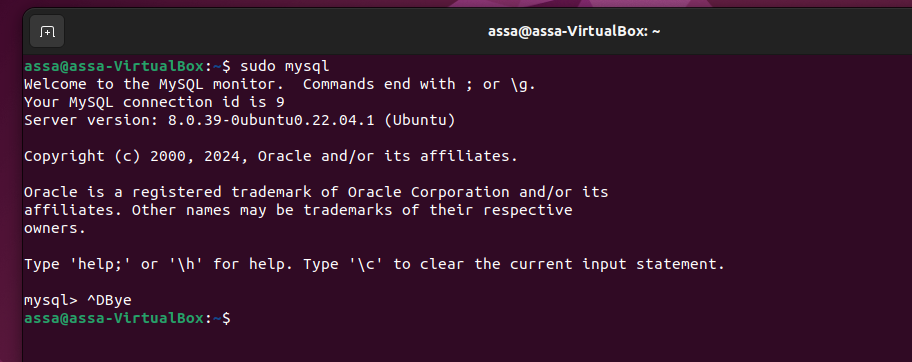 assa@assa-VirtualBox: ~
assa@assa-VirtualBox:~$ sudo mysql
Welcome to the MySQL monitor.  Commands end with ; or \g.
Your MySQL connection id is 9
Server version: 8.0.39-0ubuntu0.22.04.1 (Ubuntu)
Copyright (c) 2000, 2024, Oracle and/or its affiliates.
Oracle is a registered trademark of Oracle Corporation and/or its
affiliates. Other names may be trademarks of their respective
owners.
Type 'help;' or '\h' for help. Type '\c' to clear the current input statement.
mysql> ^DBye
assa@assa-VirtualBox:~$